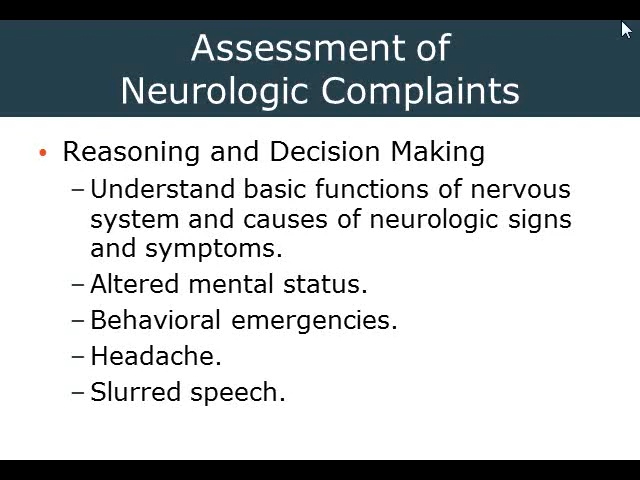 Assessment of
Neurologic Complaints
• Reasoning and Decision Making
– Understand basic functions of nervous
system and causes of neurologic signs
and symptoms.
– Altered mental status.
– Behavioral emergencies.
– Headache.
– Slurred speech.